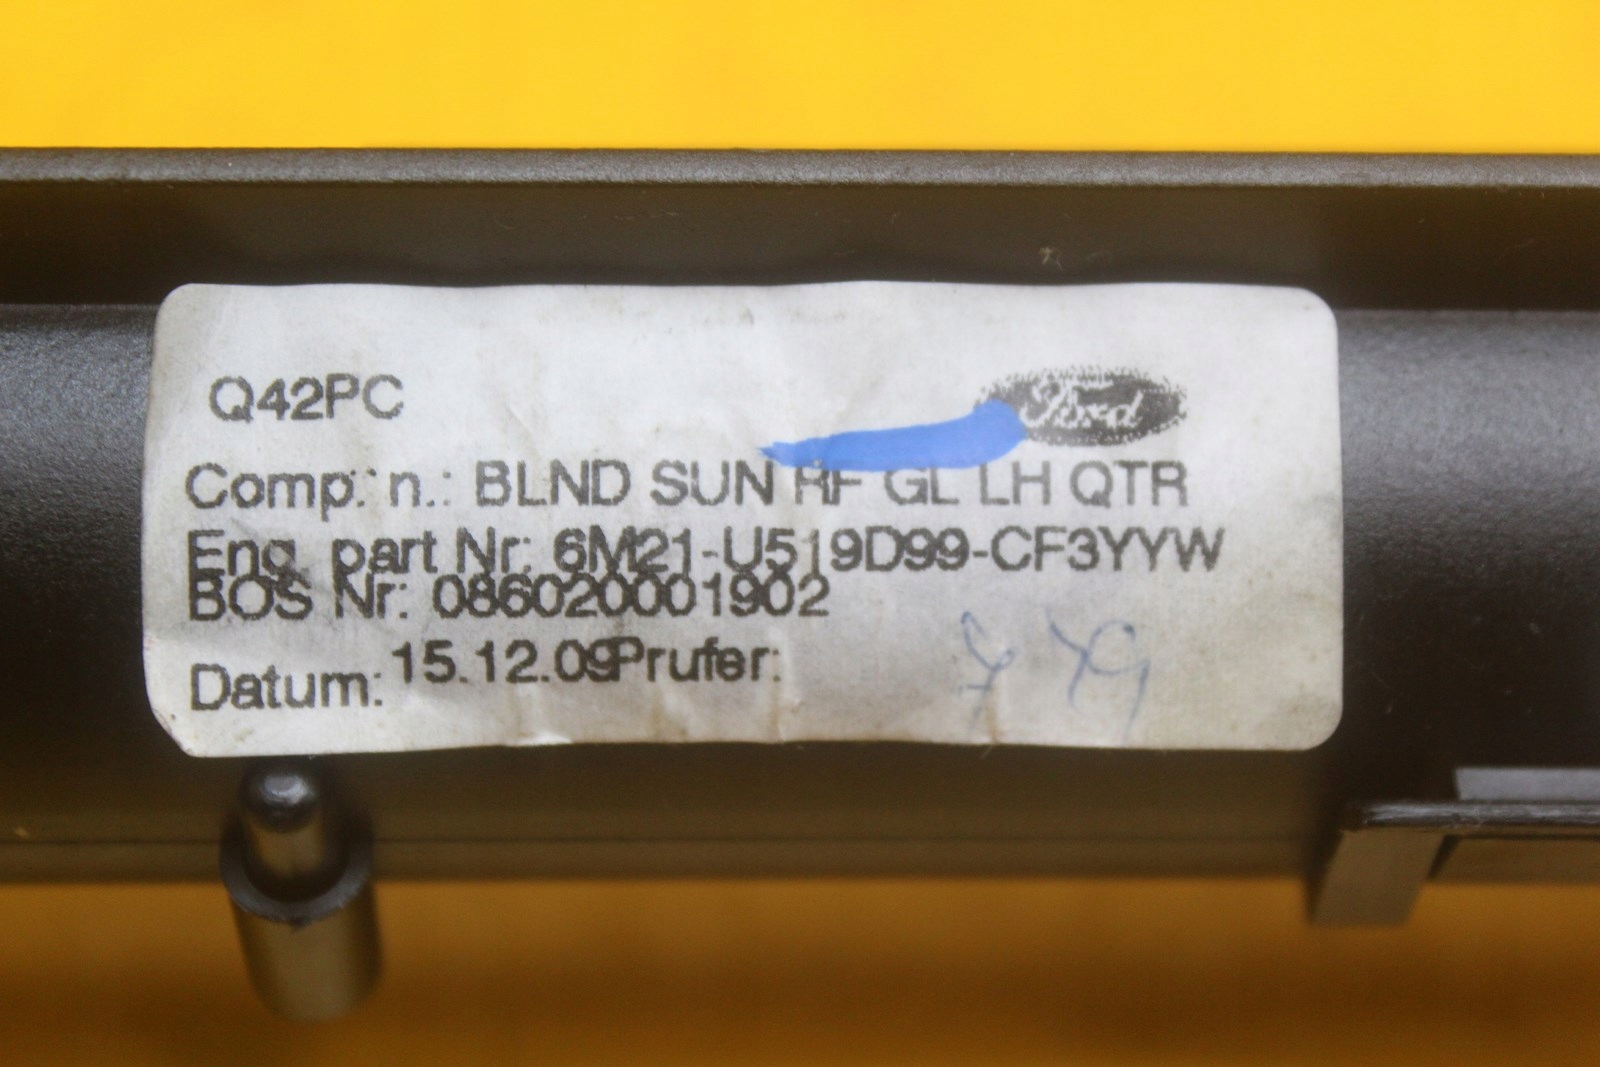 Q42PC
Ford
Comp. n.: BLND SUN RF GL LH QTR
Eng. part Nr: 6M21-U519D99-CF3YYW
BOS Nr: 086020001902
Datum: 15.12.09 Prufer: